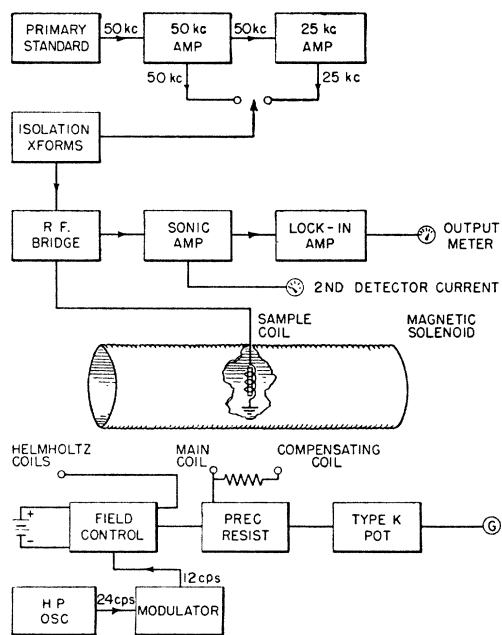 PRIMARY
STANDARD
50kc
50 kc
AMP
50 kc
25 kc
AMP
50 kc
25 kc
ISOLATION
XFORMS
R F.
BRIDGE
SONIC
AMP
LOCK-IN
AMP
OUTPUT
METER
2ND DETECTOR CURRENT
SAMPLE
COIL
MAGNETIC
SOLENOID
HELMHOLTZ
COILS
MAIN
COIL
COMPENSATING
COIL
+
−
FIELD
CONTROL
PREC
RESIST
TYPE K
POT
G
12cps
H P
OSC
24cps
MODULATOR